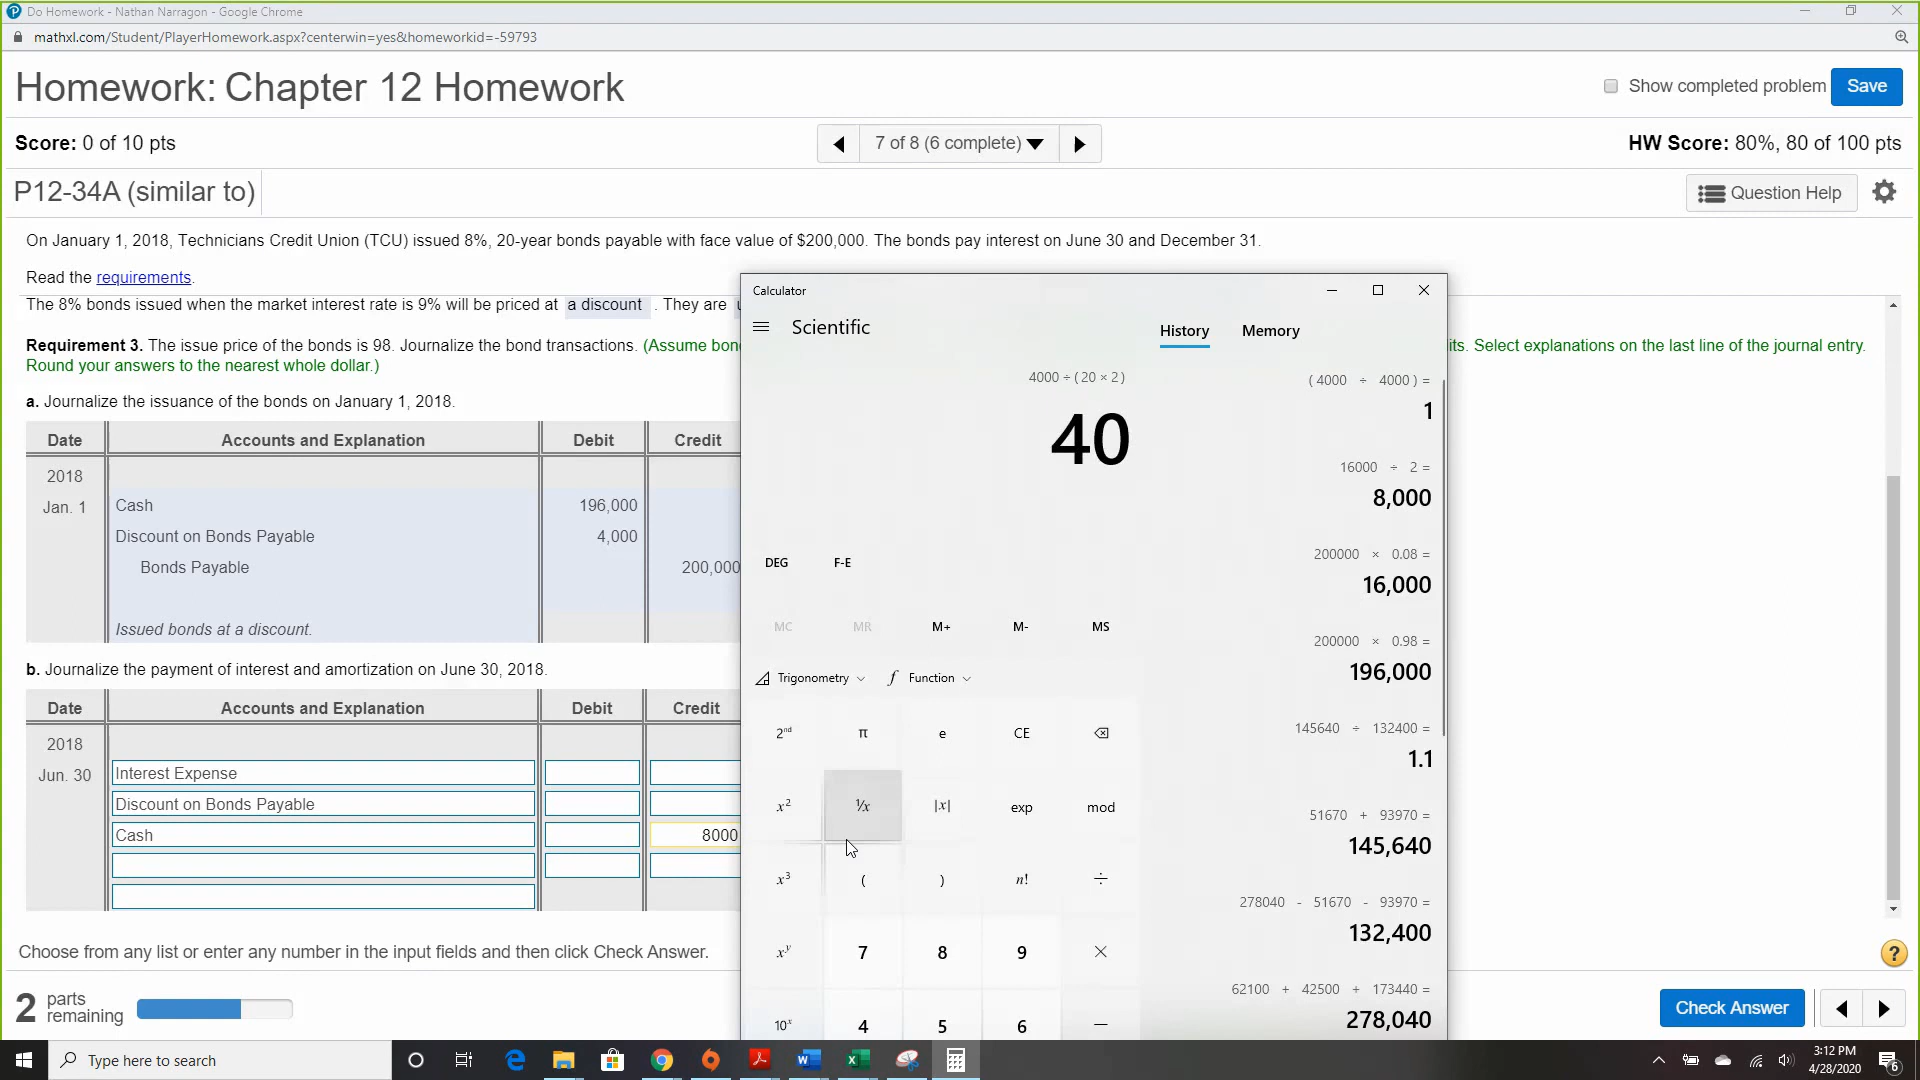 Do Homework - Nathan Narragon - Google Chrome
mathxl.com/Student/PlayerHomework.aspx?centerwin=yes&homeworkid=-59793
Homework: Chapter 12 Homework
Show completed problem
Save
Score: 0 of 10 pts
7 of 8 (6 complete)
HW Score: 80%, 80 of 100 pts
P12-34A (similar to)
Question Help
On January 1, 2018, Technicians Credit Union (TCU) issued 8%, 20-year bonds payable with face value of $200,000. The bonds pay interest on June 30 and December 31.
Read the requirements.
The 8% bonds issued when the market interest rate is 9% will be priced at a discount . They are
Requirement 3. The issue price of the bonds is 98. Journalize the bond transactions. (Assume
its. Select explanations on the last line of the journal entry.
Round your answers to the nearest whole dollar.)
a. Journalize the issuance of the bonds on January 1, 2018.
Date Accounts and Explanation Debit Credit
2018
Jan. 1 Cash 196,000
Discount on Bonds Payable 4,000
Bonds Payable 200,000
Issued bonds at a discount.
b. Journalize the payment of interest and amortization on June 30, 2018.
Date Accounts and Explanation Debit Credit
2018
Jun. 30 Interest Expense
Discount on Bonds Payable
Cash 8000
Choose from any list or enter any number in the input fields and then click Check Answer.
2 parts
remaining
Check Answer
?
Calculator
Scientific
History Memory
4000 ÷ ( 20 × 2 )
40
DEG F-E
MC MR M+ M- MS
Trigonometry f Function
2nd π e CE
x2 ⅟x |x| exp mod
x3 ( ) n! ÷
xy 7 8 9 ×
10x 4 5 6 −
( 4000 ÷ 4000 ) =
1
16000 ÷ 2 =
8,000
200000 × 0.08 =
16,000
200000 × 0.98 =
196,000
145640 ÷ 132400 =
1.1
51670 + 93970 =
145,640
278040 - 51670 - 93970 =
132,400
62100 + 42500 + 173440 =
278,040
Type here to search
3:12 PM
4/28/2020
6